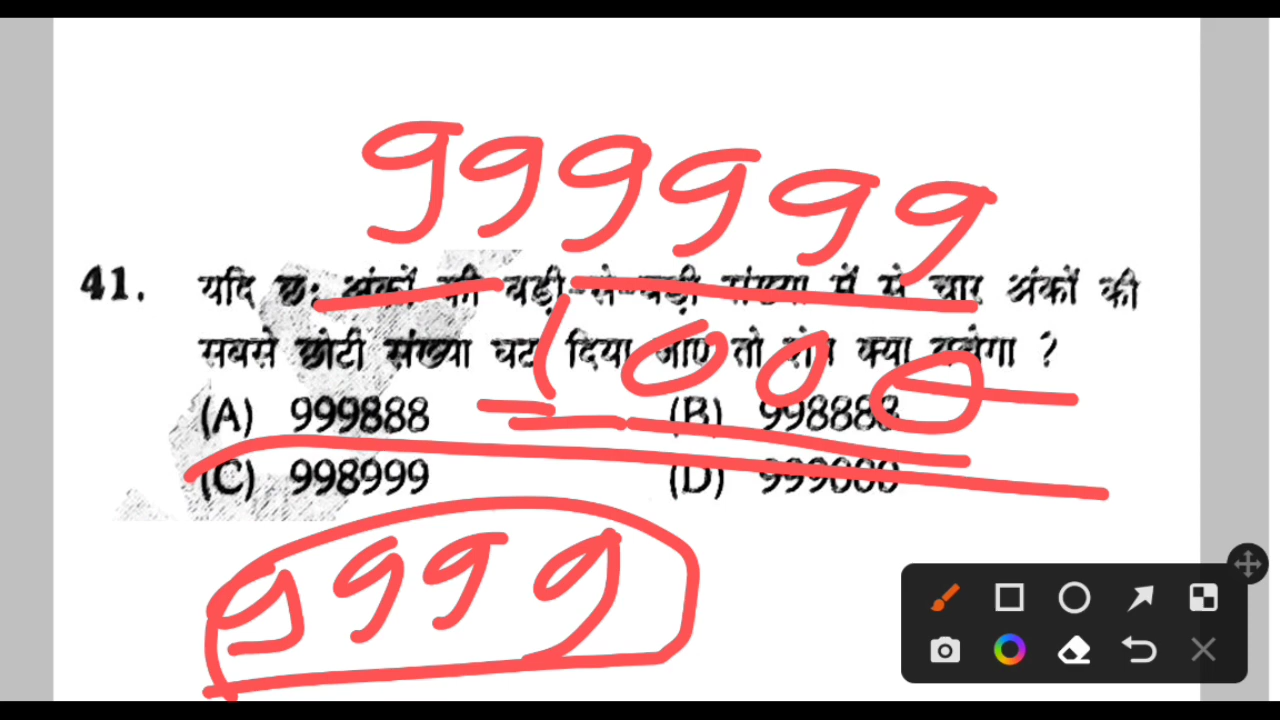 999999
41. यदि छः अंकों की बड़ी से बड़ी संख्या में से चार अंकों की
सबसे छोटी संख्या घटा दिया जाए तो शेष क्या बचेगा ?
1000
(A) 999888 (B) 998888
(C) 998999 (D) 999000
9999